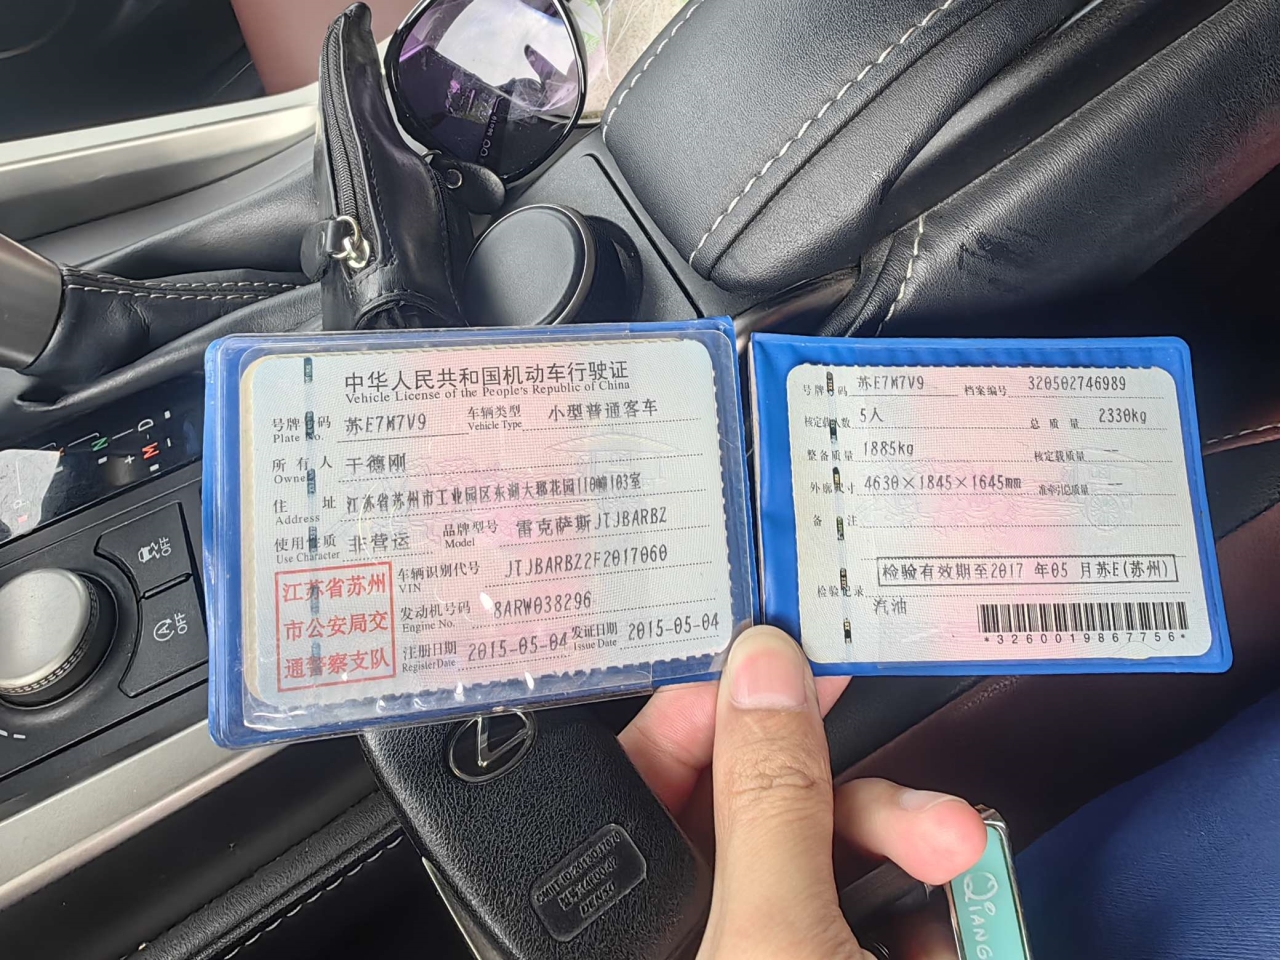 中华人民共和国机动车行驶证
Vehicle License of the People's Republic of China
号牌号码 苏E7M7V9 车辆类型 小型普通客车
Plate No. Vehicle Type
所有人 干德刚
Owner
住址 江苏省苏州市工业园区东湖大郡花园110幢103室
Address
使用性质 非营运 品牌型号 雷克萨斯JTJBARBZ
Use Character Model
江苏省苏州
市公安局交
通警察支队
车辆识别代号 JTJBARBZ2F2017060
VIN
发动机号码 8ARW038296
Engine No.
注册日期 2015-05-04 发证日期 2015-05-04
Register Date Issue Date
号牌号码 苏E7M7V9 档案编号 320502746989
核定载人数 5人 总质量 2330kg
整备质量 1885kg 核定载质量 --
外廓尺寸 4630×1845×1645mm 准牵引总质量 --
备注
检验有效期至2017年05月苏E(苏州)
检验记录
汽油
*3260019867756*
OFF
OFF
D
N
M
+
-
DENSO
QIANG